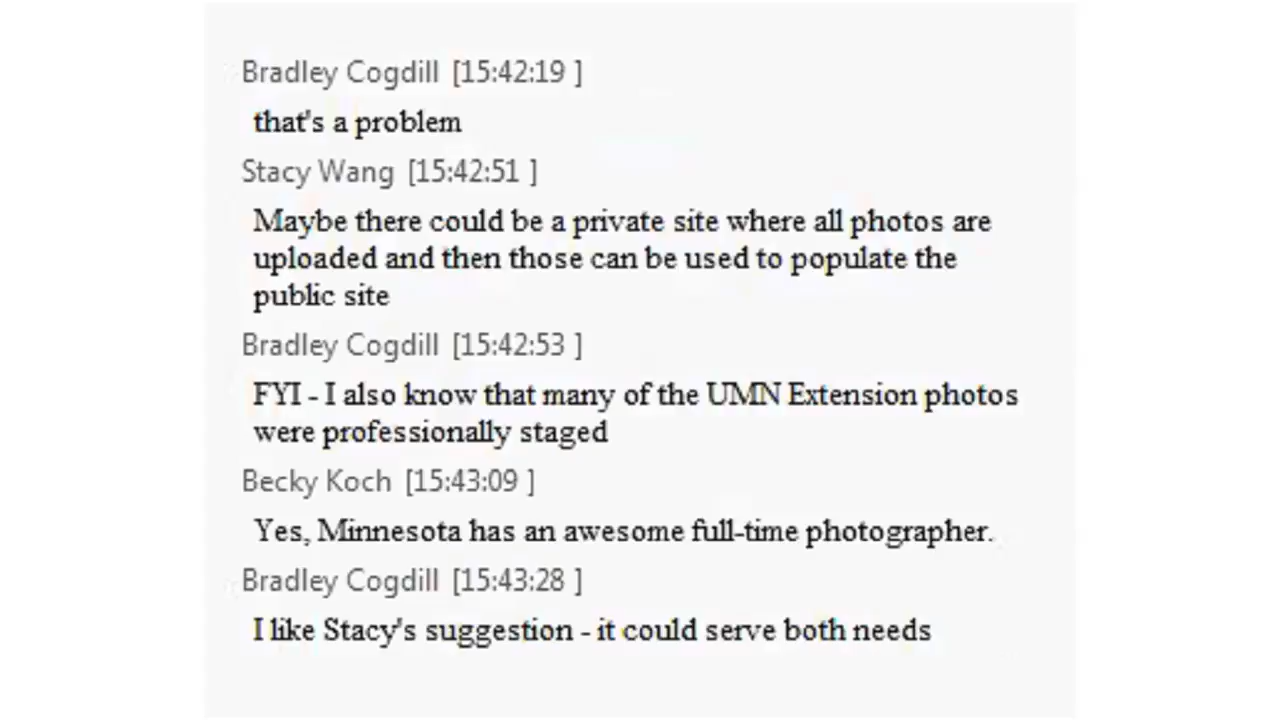 Bradley Cogdill [15:42:19 ]
that's a problem
Stacy Wang [15:42:51 ]
Maybe there could be a private site where all photos are
uploaded and then those can be used to populate the
public site
Bradley Cogdill [15:42:53 ]
FYI - I also know that many of the UMN Extension photos
were professionally staged
Becky Koch [15:43:09 ]
Yes, Minnesota has an awesome full-time photographer.
Bradley Cogdill [15:43:28 ]
I like Stacy's suggestion - it could serve both needs